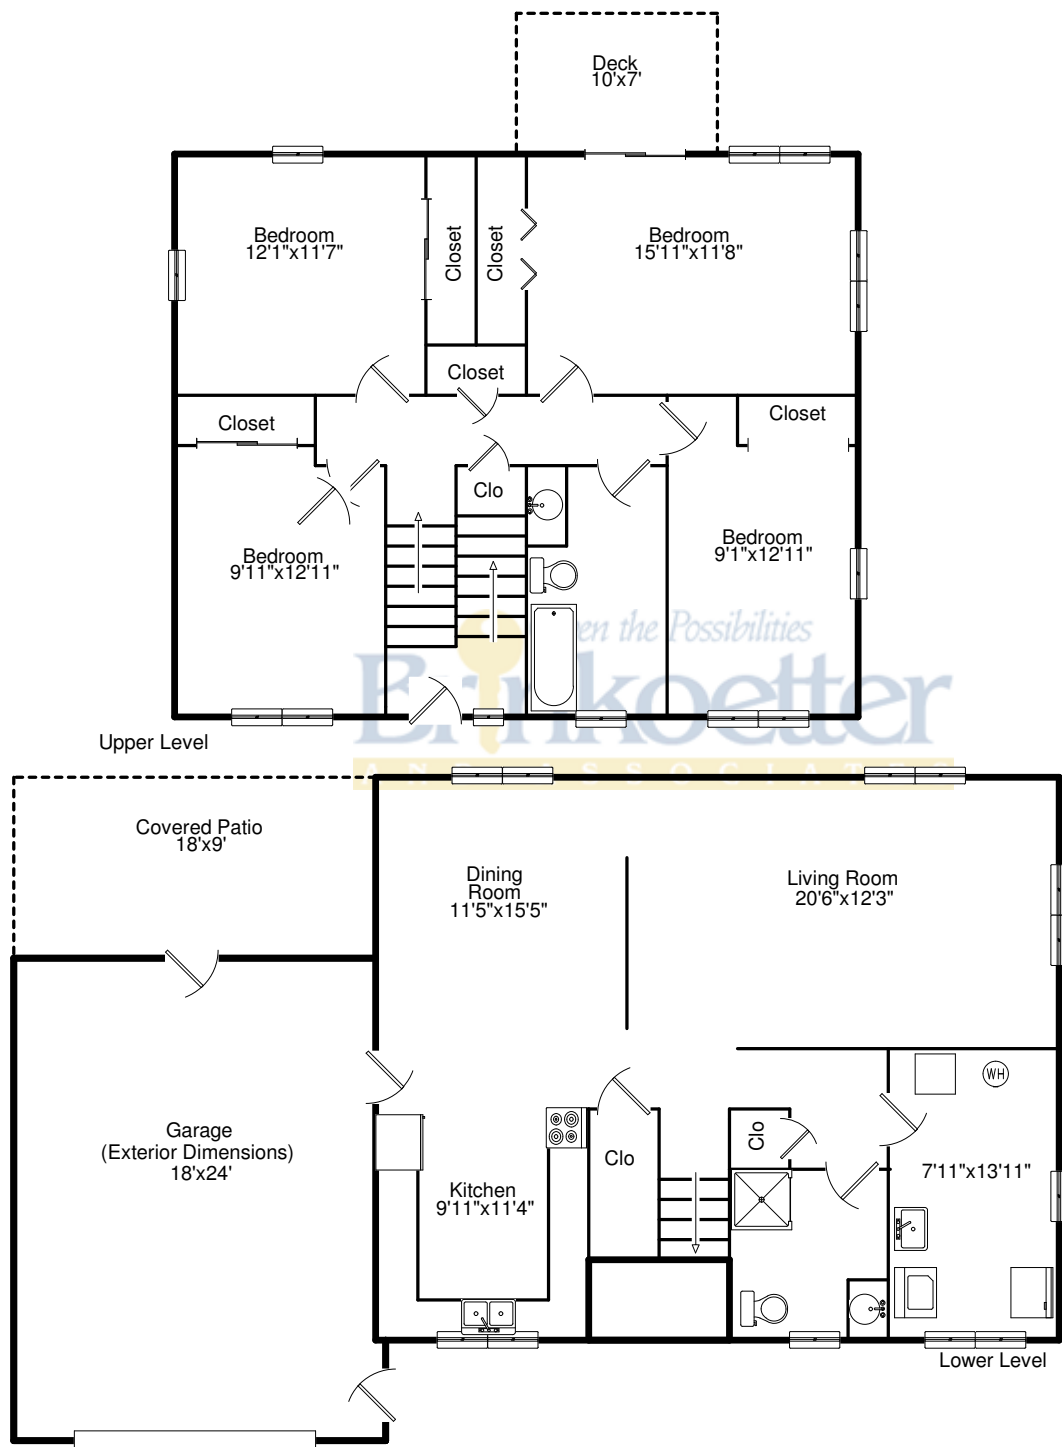 Deck
10'x7'
Bedroom
12'1"x11'7"
Closet
Closet
Bedroom
15'11"x11'8"
Closet
Closet
Closet
Clo
Bedroom
9'11"x12'11"
Bedroom
9'1"x12'11"
the Possibilities
Brinkoetter
AND ASSOCIATES
Upper Level
Covered Patio
18'x9'
Dining
Room
11'5"x15'5"
Living Room
20'6"x12'3"
WH
Garage
(Exterior Dimensions)
18'x24'
Clo
Clo
Kitchen
9'11"x11'4"
7'11"x13'11"
Lower Level